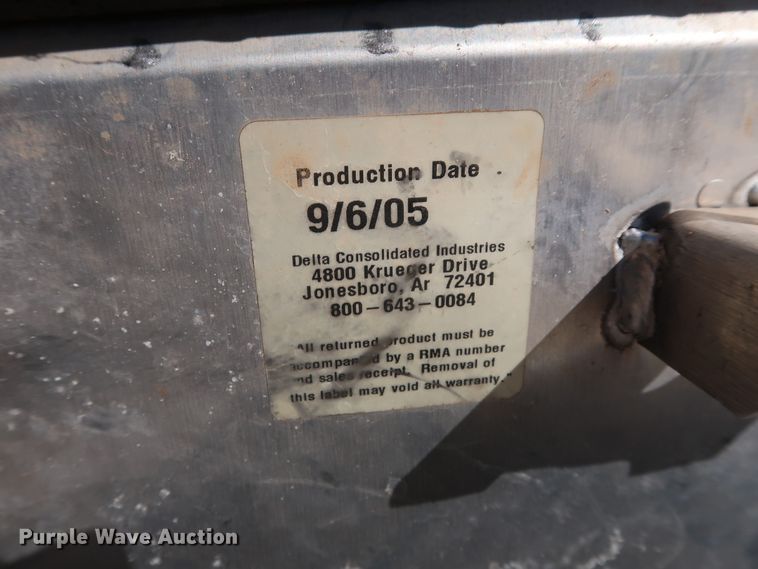 Production Date
9/6/05
Delta Consolidated Industries
4800 Krueger Drive
Jonesboro, Ar 72401
800-643-0084
All returned product must be
accompanied by a RMA number
and sales receipt. Removal of
this label may void all warranty.
Purple Wave Auction®